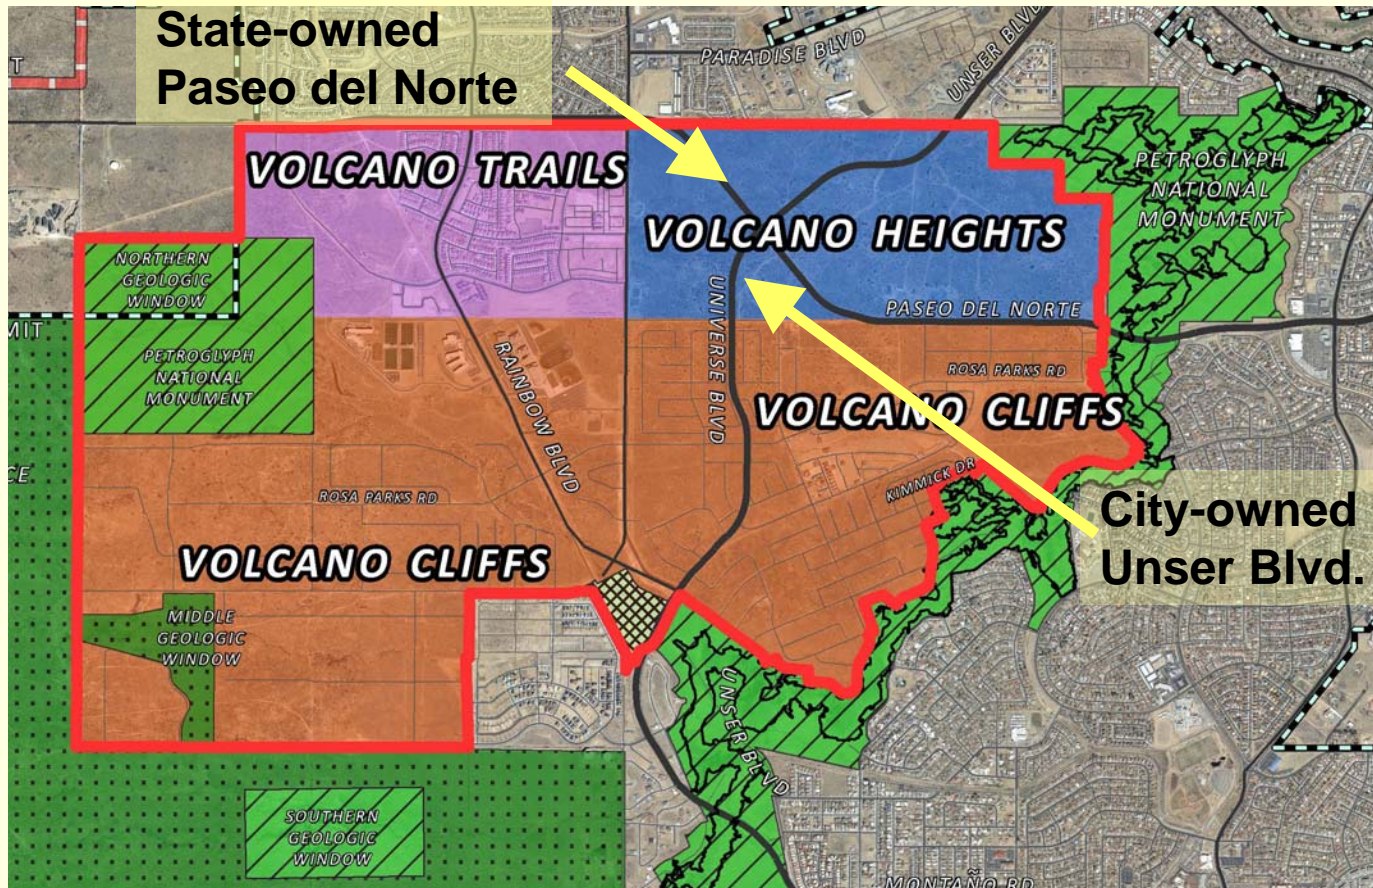 State-owned
Paseo del Norte
PARADISE BLVD
UNSER BLVD
VOLCANO TRAILS
PETROGLYPH
NATIONAL
MONUMENT
VOLCANO HEIGHTS
NORTHERN
GEOLOGIC
WINDOW
UNIVERSE BLVD
PASEO DEL NORTE
MIT
PETROGLYPH
NATIONAL
MONUMENT
RAINBOW BLVD
ROSA PARKS RD
VOLCANO CLIFFS
KIMMICK DR
ROSA PARKS RD
CE
City-owned
Unser Blvd.
VOLCANO CLIFFS
MIDDLE
GEOLOGIC
WINDOW
UNSER BLVD
SOUTHERN
GEOLOGIC
WINDOW
MONTAÑO RD